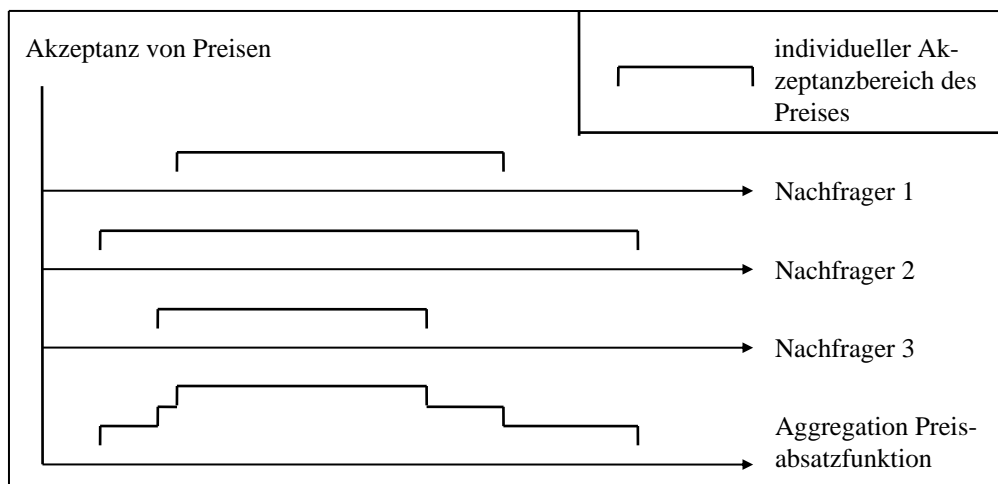 Akzeptanz von Preisen
individueller Ak-
zeptanzbereich des
Preises
Nachfrager 1
Nachfrager 2
Nachfrager 3
Aggregation Preis-
absatzfunktion